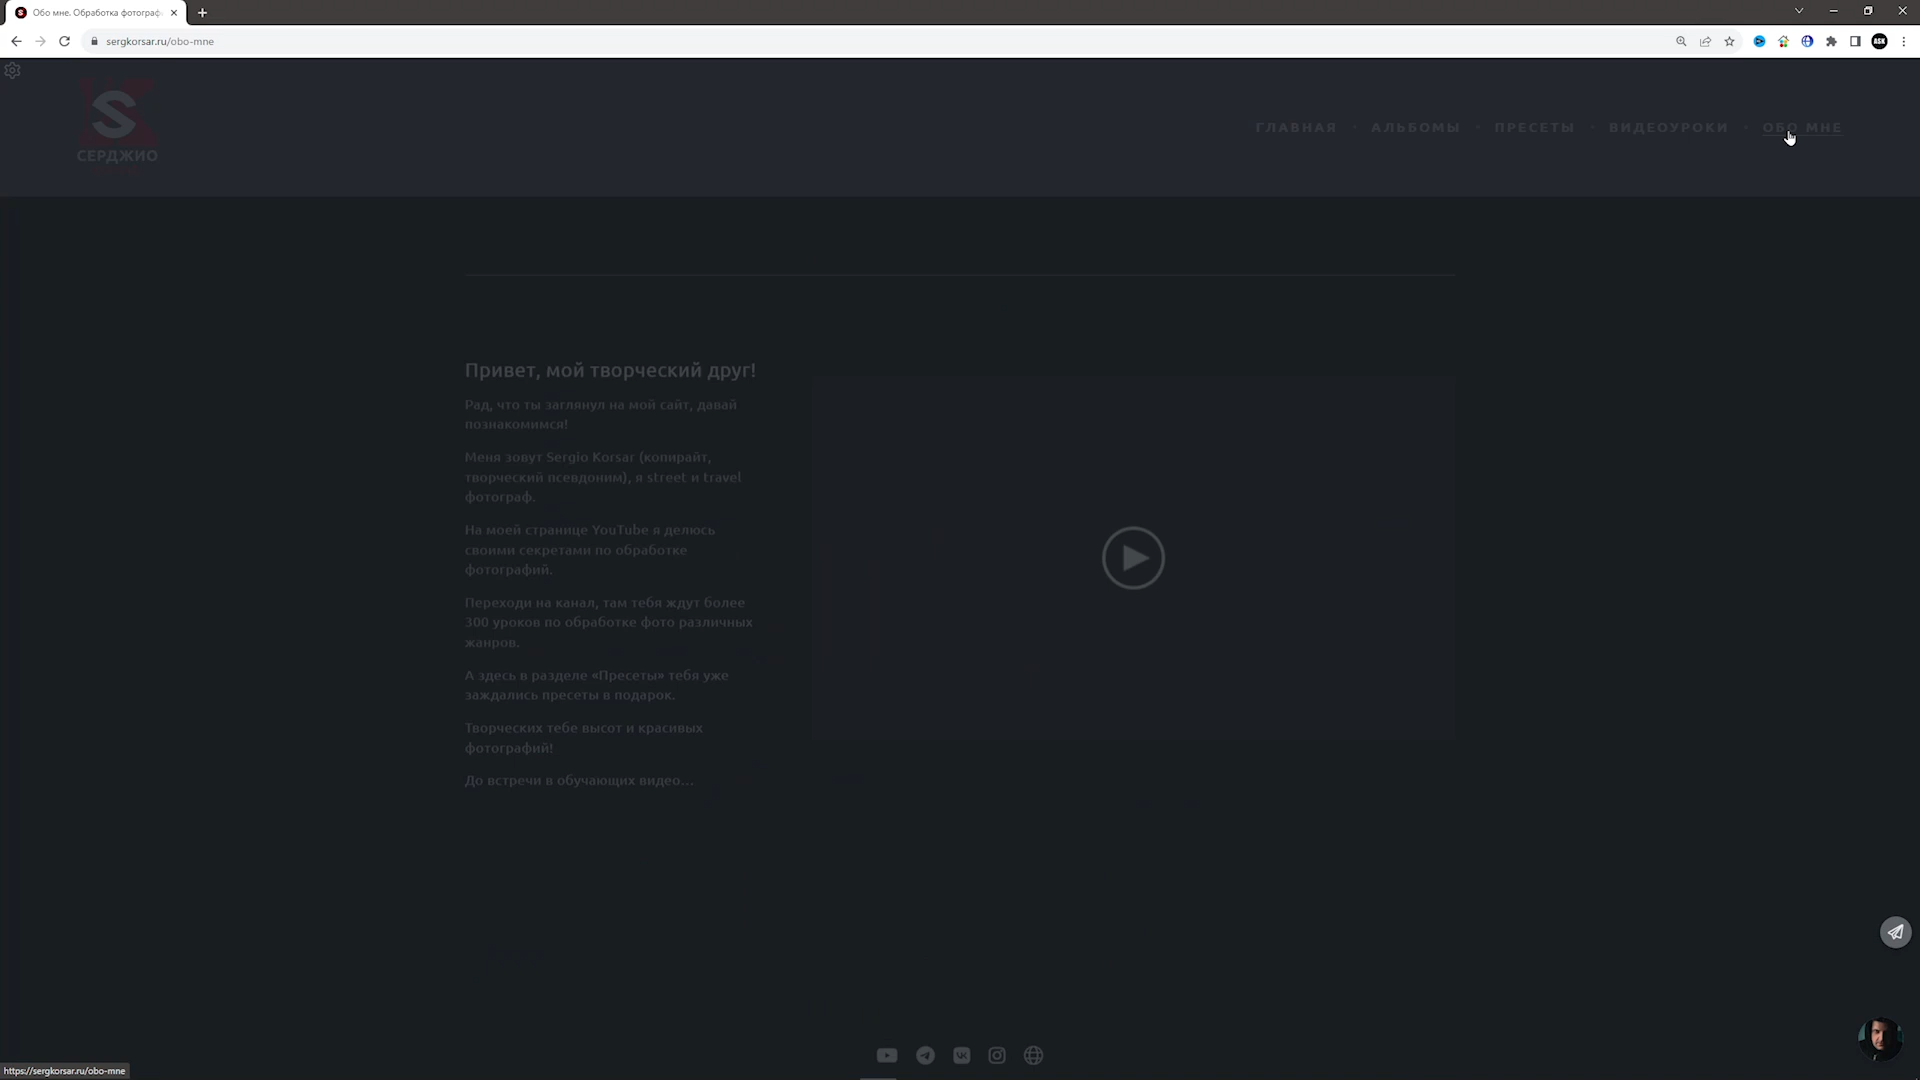 Обо мне. Обработка фотограф
sergkorsar.ru/obo-mne
ASK
S
СЕРДЖИО
ГЛАВНАЯ · АЛЬБОМЫ · ПРЕСЕТЫ · ВИДЕОУРОКИ · ОБО МНЕ
Привет, мой творческий друг!
Рад, что ты заглянул на мой сайт, давай
познакомимся!
Меня зовут Sergio Korsar (копирайт,
творческий псевдоним), я street и travel
фотограф.
На моей странице YouTube я делюсь
своими секретами по обработке
фотографий.
Переходи на канал, там тебя ждут более
300 уроков по обработке фото различных
жанров.
А здесь в разделе «Пресеты» тебя уже
заждались пресеты в подарок.
Творческих тебе высот и красивых
фотографий!
До встречи в обучающих видео...
https://sergkorsar.ru/obo-mne